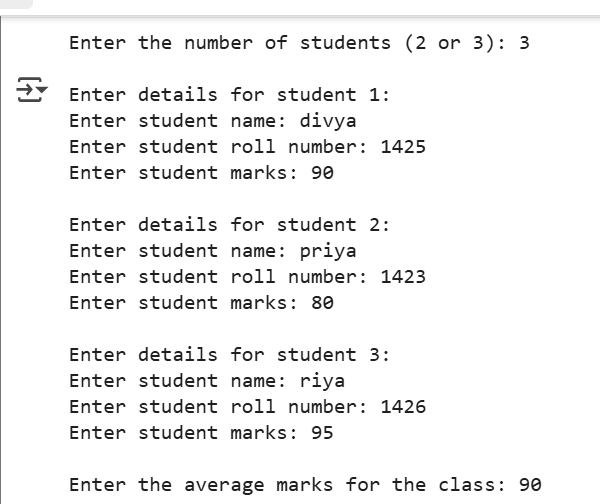 Enter the number of students (2 or 3): 3
Enter details for student 1:
Enter student name: divya
Enter student roll number: 1425
Enter student marks: 90
Enter details for student 2:
Enter student name: priya
Enter student roll number: 1423
Enter student marks: 80
Enter details for student 3:
Enter student name: riya
Enter student roll number: 1426
Enter student marks: 95
Enter the average marks for the class: 90